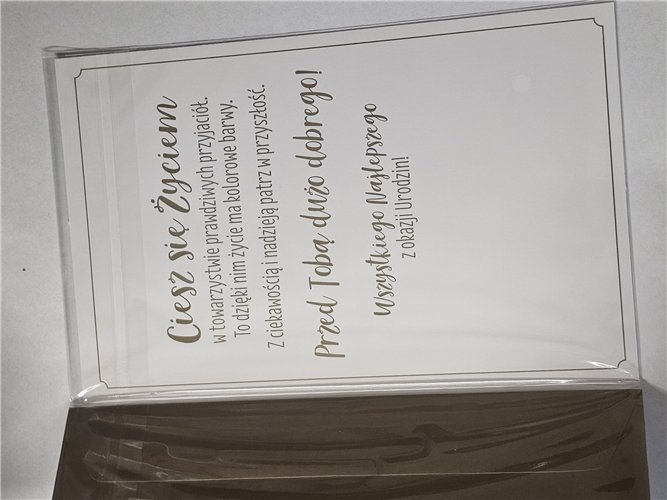 Ciesz się Życiem
w towarzystwie prawdziwych przyjaciół.
To dzięki nim życie ma kolorowe barwy.
Z ciekawością i nadzieją patrz w przyszłość.
Przed Tobą dużo dobrego!
Wszystkiego Najlepszego
z okazji Urodzin!